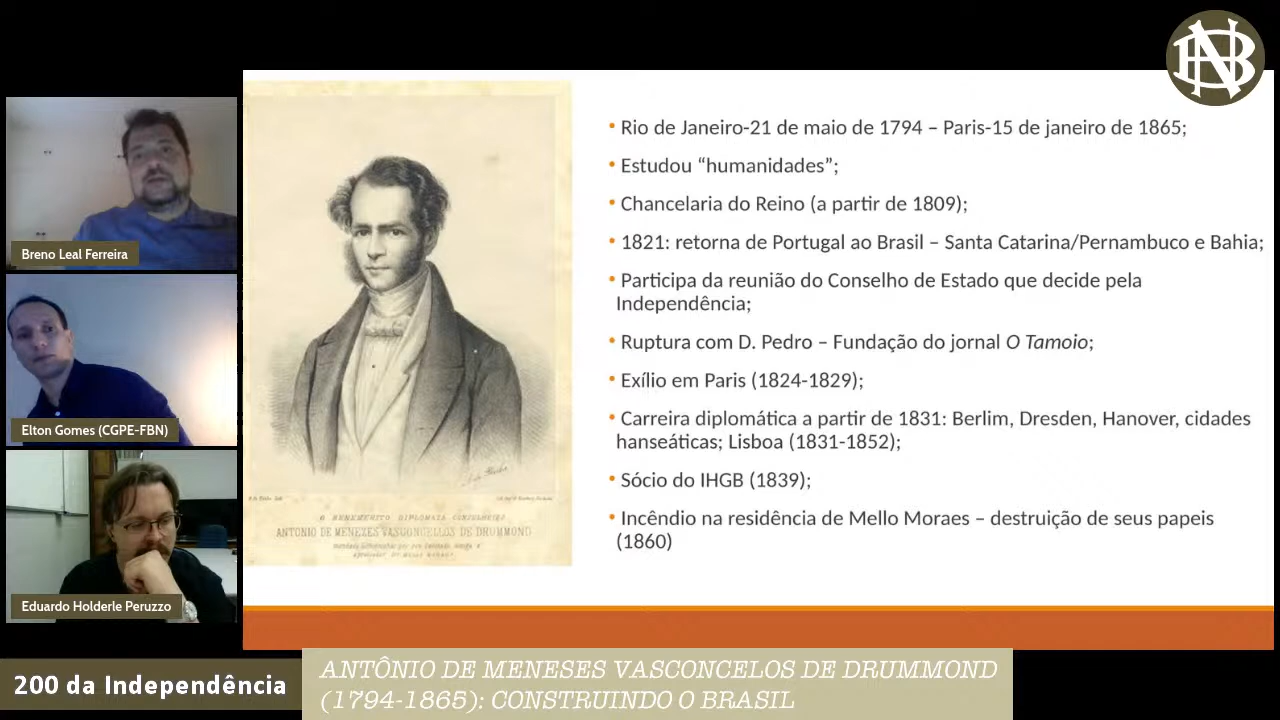 BN
Breno Leal Ferreira
Elton Gomes (CGPE-FBN)
Eduardo Holderle Peruzzo
O BENEMERITO DIPLOMATA CONSELHEIRO
ANTONIO DE MENEZES VASCONCELLOS DE DRUMMOND
• Rio de Janeiro-21 de maio de 1794 – Paris-15 de janeiro de 1865;
• Estudou “humanidades”;
• Chancelaria do Reino (a partir de 1809);
• 1821: retorna de Portugal ao Brasil – Santa Catarina/Pernambuco e Bahia;
• Participa da reunião do Conselho de Estado que decide pela
Independência;
• Ruptura com D. Pedro – Fundação do jornal O Tamoio;
• Exílio em Paris (1824-1829);
• Carreira diplomática a partir de 1831: Berlim, Dresden, Hanover, cidades
hanseáticas; Lisboa (1831-1852);
• Sócio do IHGB (1839);
• Incêndio na residência de Mello Moraes – destruição de seus papeis
(1860)
200 da Independência
ANTÔNIO DE MENESES VASCONCELOS DE DRUMMOND
(1794-1865): CONSTRUINDO O BRASIL